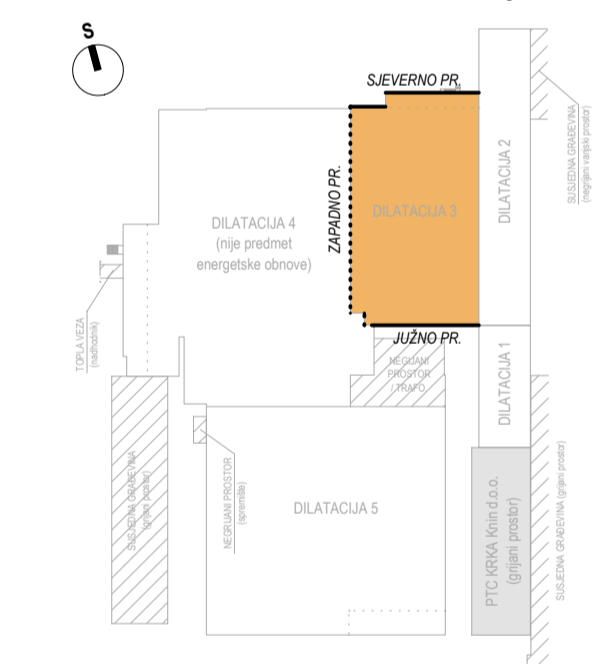 S
SJEVERNO PR.
ZAPADNO PR.
DILATACIJA 3
DILATACIJA 2
SUSJEDNA GRAĐEVINA
(negrijani vanjski prostor)
DILATACIJA 4
(nije predmet
energetske obnove)
TOPLA VEZA
(nadhodnik)
JUŽNO PR.
NEGIJANI
PROSTOR
/ TRAFO
DILATACIJA 1
SUSJEDNA GRAĐEVINA
(grijani prostor)
NEGRIJANI PROSTOR
(spremište)
DILATACIJA 5
PTC KRKA Knin d.o.o.
(grijani prostor)
SUSJEDNA GRAĐEVINA (grijani prostor)